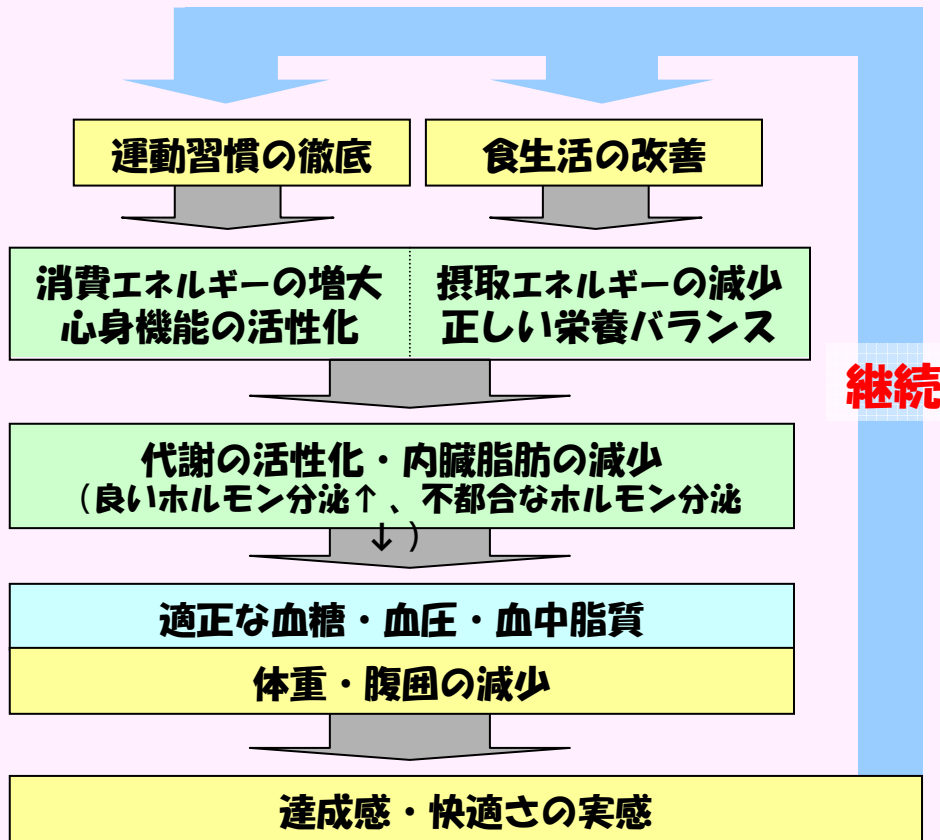 運動習慣の徹底
食生活の改善
消費エネルギーの増大
心身機能の活性化
摂取エネルギーの減少
正しい栄養バランス
継続
代謝の活性化・内臓脂肪の減少
（良いホルモン分泌↑、不都合なホルモン分泌
↓）
適正な血糖・血圧・血中脂質
体重・腹囲の減少
達成感・快適さの実感